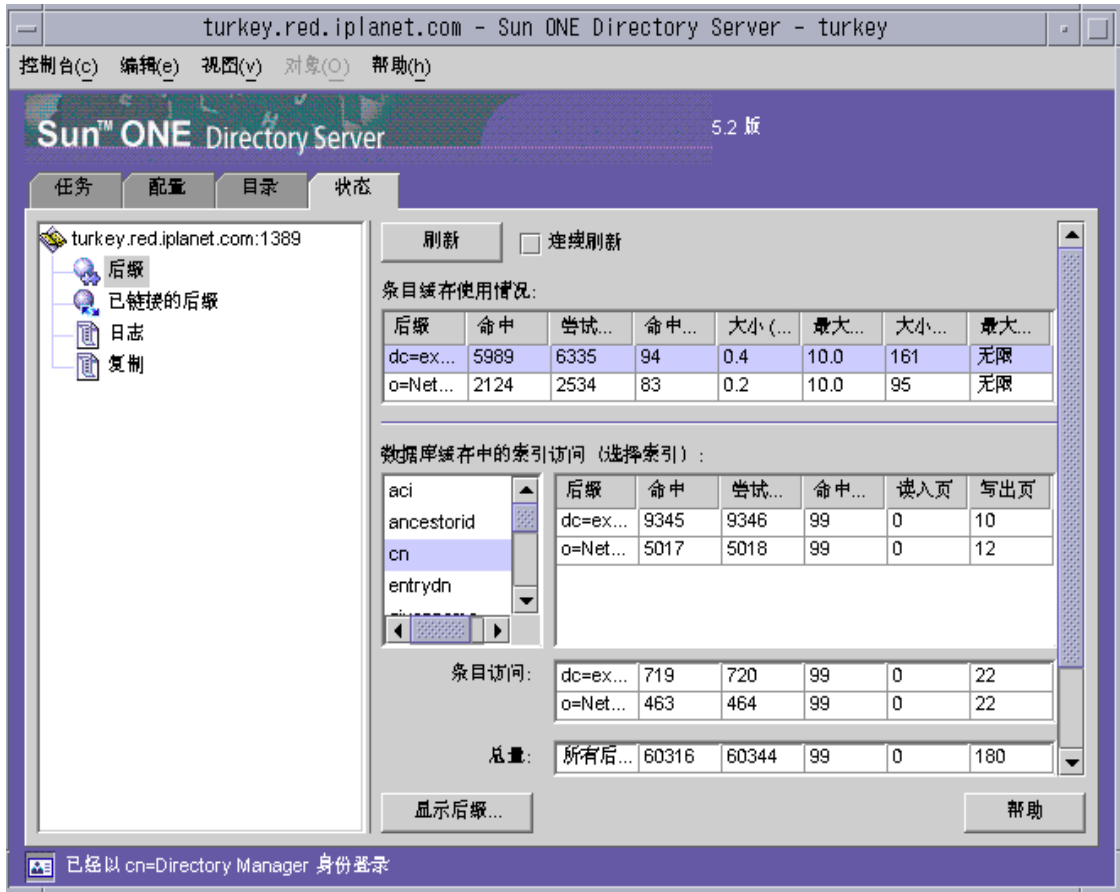 turkey.red.iplanet.com - Sun ONE Directory Server - turkey
控制台(c) 编辑(e) 视图(v) 对象(O) 帮助(h)
Sun™ ONE Directory Server 5.2 版
任务 配置 目录 状态
turkey.red.iplanet.com:1389
后缀
已链接的后缀
日志
复制
刷新 连续刷新
条目缓存使用情况:
后缀 命中 尝试... 命中... 大小 (... 最大... 大小... 最大...
dc=ex... 5989 6335 94 0.4 10.0 161 无限
o=Net... 2124 2534 83 0.2 10.0 95 无限
数据库缓存中的索引访问（选择索引）:
aci
ancestorid
cn
entrydn
后缀 命中 尝试... 命中... 读入页 写出页
dc=ex... 9345 9346 99 0 10
o=Net... 5017 5018 99 0 12
条目访问: dc=ex... 719 720 99 0 22
o=Net... 463 464 99 0 22
总量: 所有后... 60316 60344 99 0 180
显示后缀... 帮助
已经以 cn=Directory Manager 身份登录